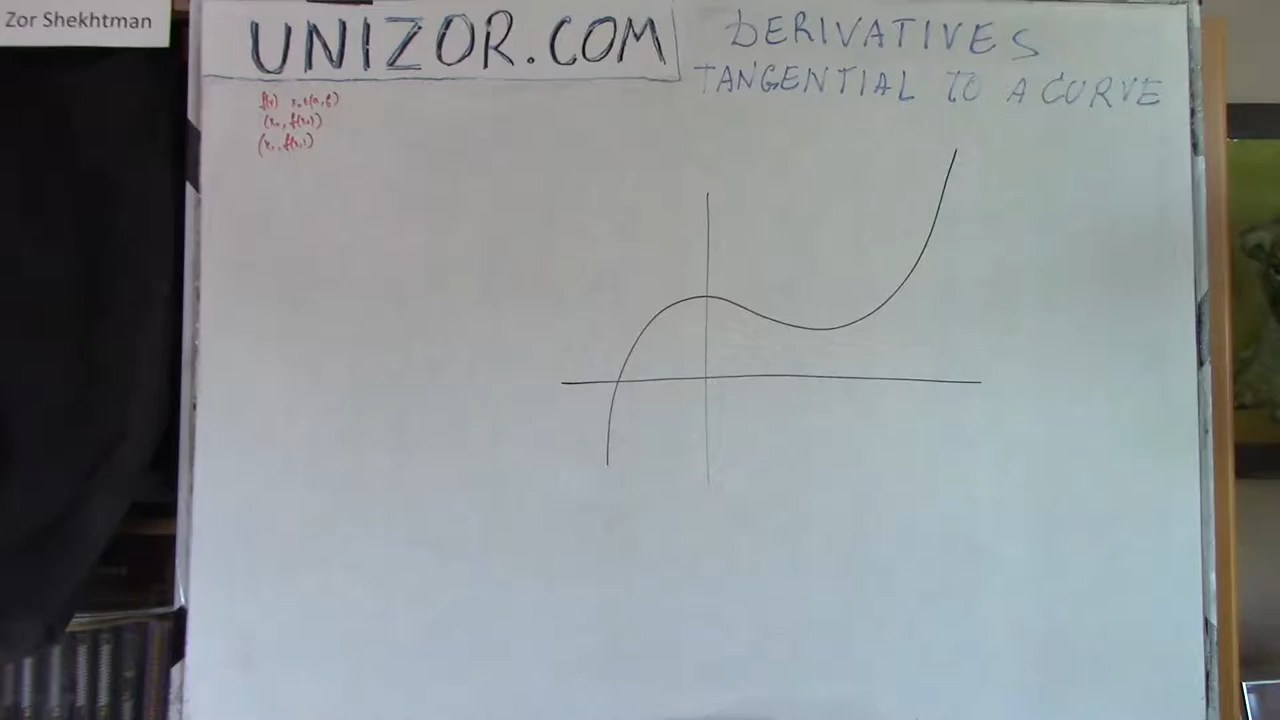 Zor Shekhtman
UNIZOR.COM
DERIVATIVES
TANGENTIAL TO A CURVE
f(x)